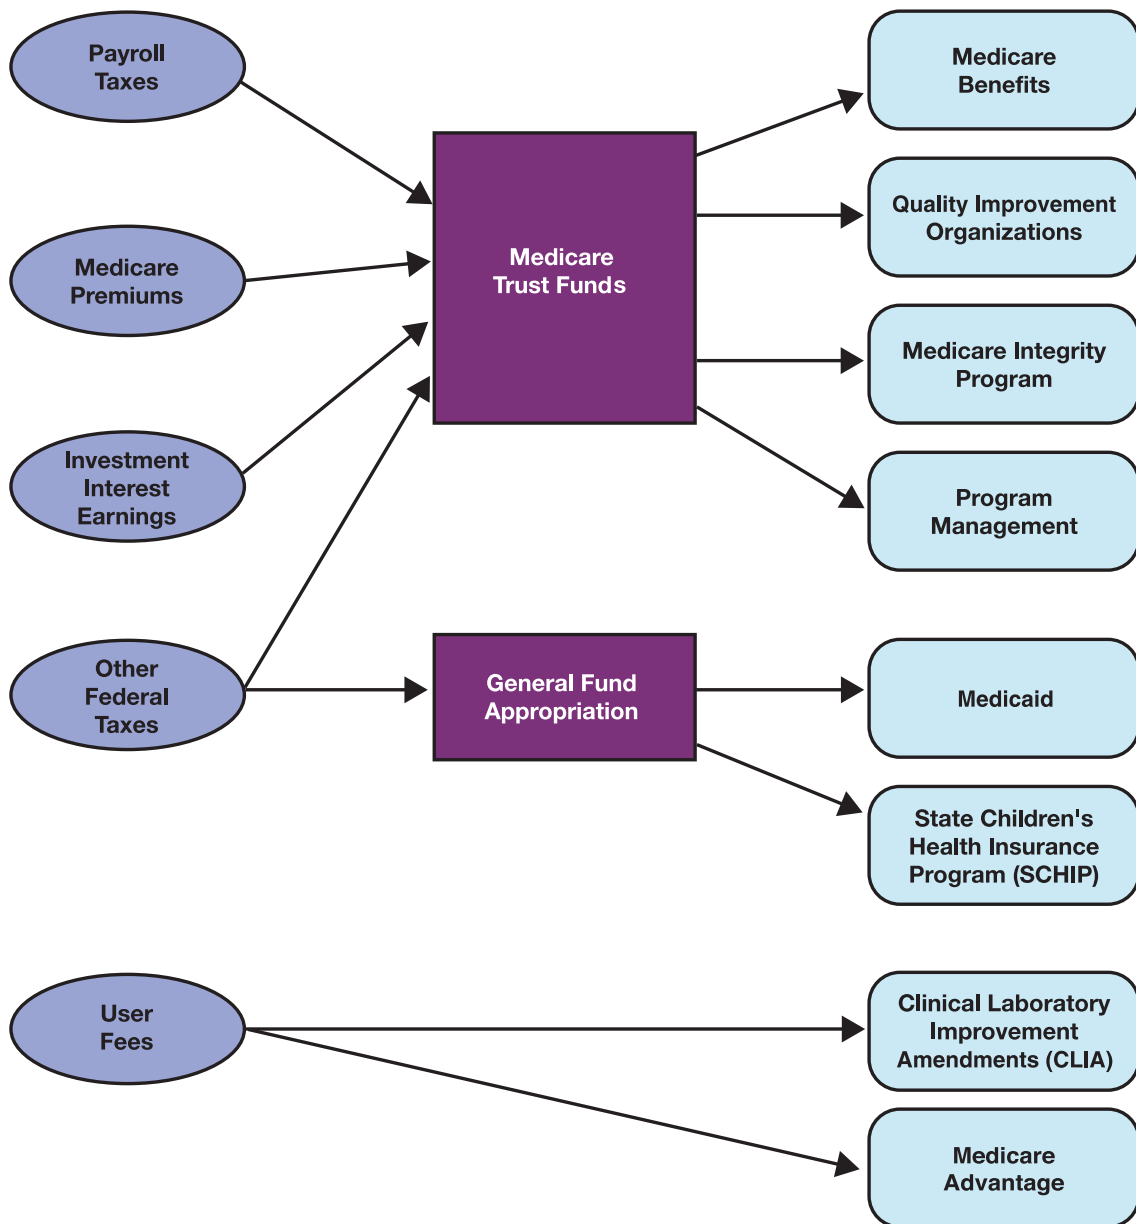 Payroll
Taxes
Medicare
Premiums
Investment
Interest
Earnings
Other
Federal
Taxes
User
Fees
Medicare
Trust Funds
General Fund
Appropriation
Medicare
Benefits
Quality Improvement
Organizations
Medicare Integrity
Program
Program
Management
Medicaid
State Children's
Health Insurance
Program (SCHIP)
Clinical Laboratory
Improvement
Amendments (CLIA)
Medicare
Advantage